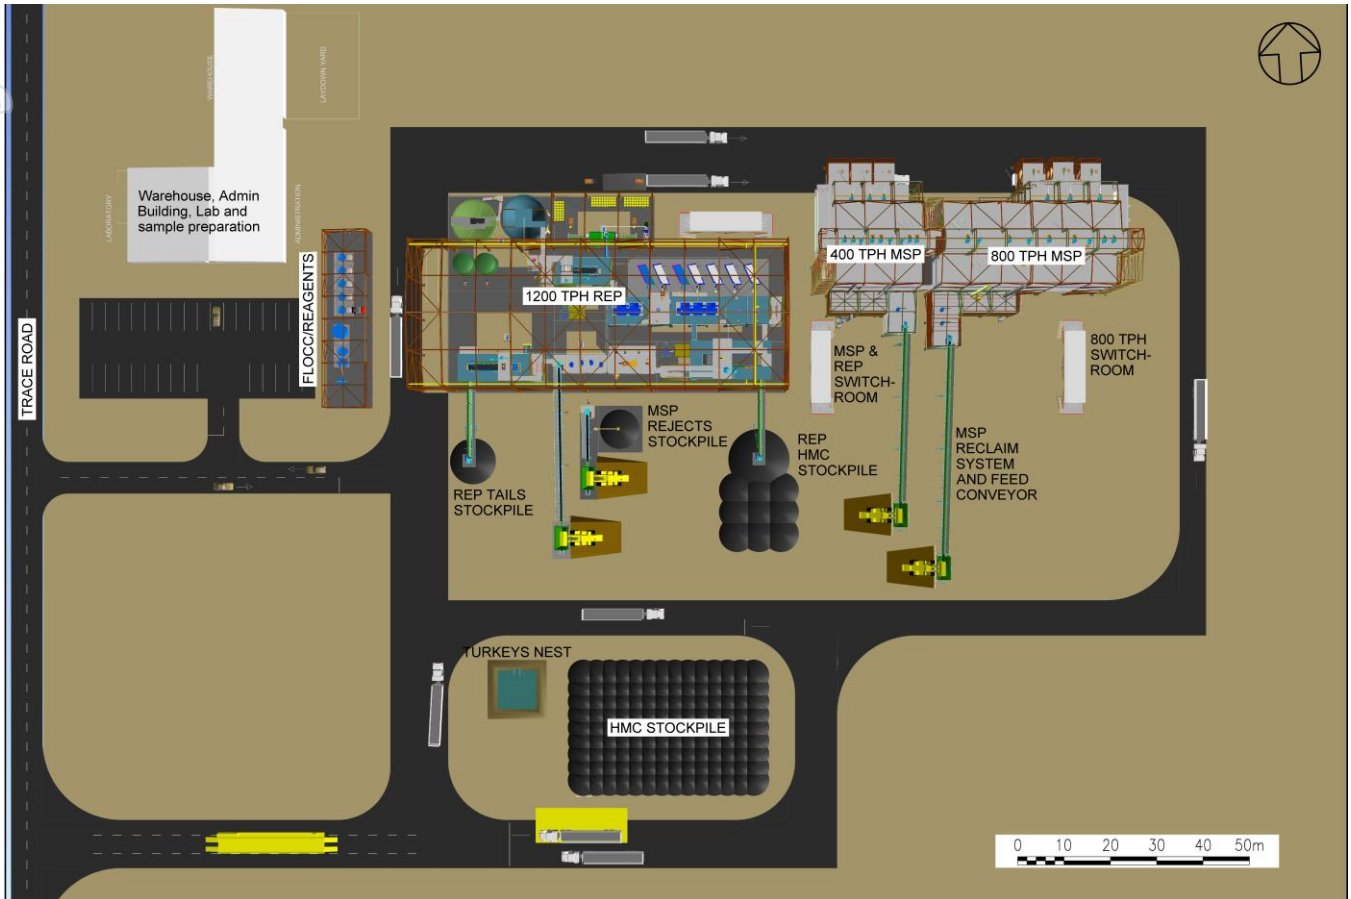 WAREHOUSE
LAYDOWN YARD
LABORATORY
Warehouse, Admin
Building, Lab and
sample preparation
ADMINISTRATION
FLOCC/REAGENTS
TRACE ROAD
1200 TPH REP
400 TPH MSP
800 TPH MSP
MSP &
REP
SWITCH-
ROOM
800 TPH
SWITCH-
ROOM
MSP
REJECTS
STOCKPILE
REP
HMC
STOCKPILE
MSP
RECLAIM
SYSTEM
AND FEED
CONVEYOR
REP TAILS
STOCKPILE
TURKEYS NEST
HMC STOCKPILE
0 10 20 30 40 50m